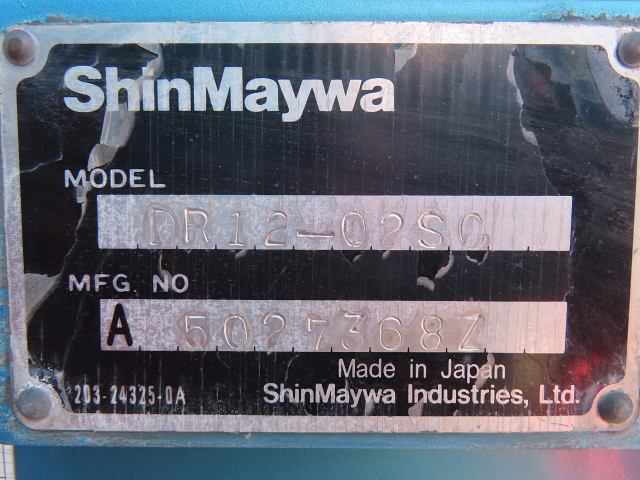 ShinMaywa
MODEL
DR12-02SC
MFG. NO
A 5027368Z
Made in Japan
203-24325-0A ShinMaywa Industries, Ltd.